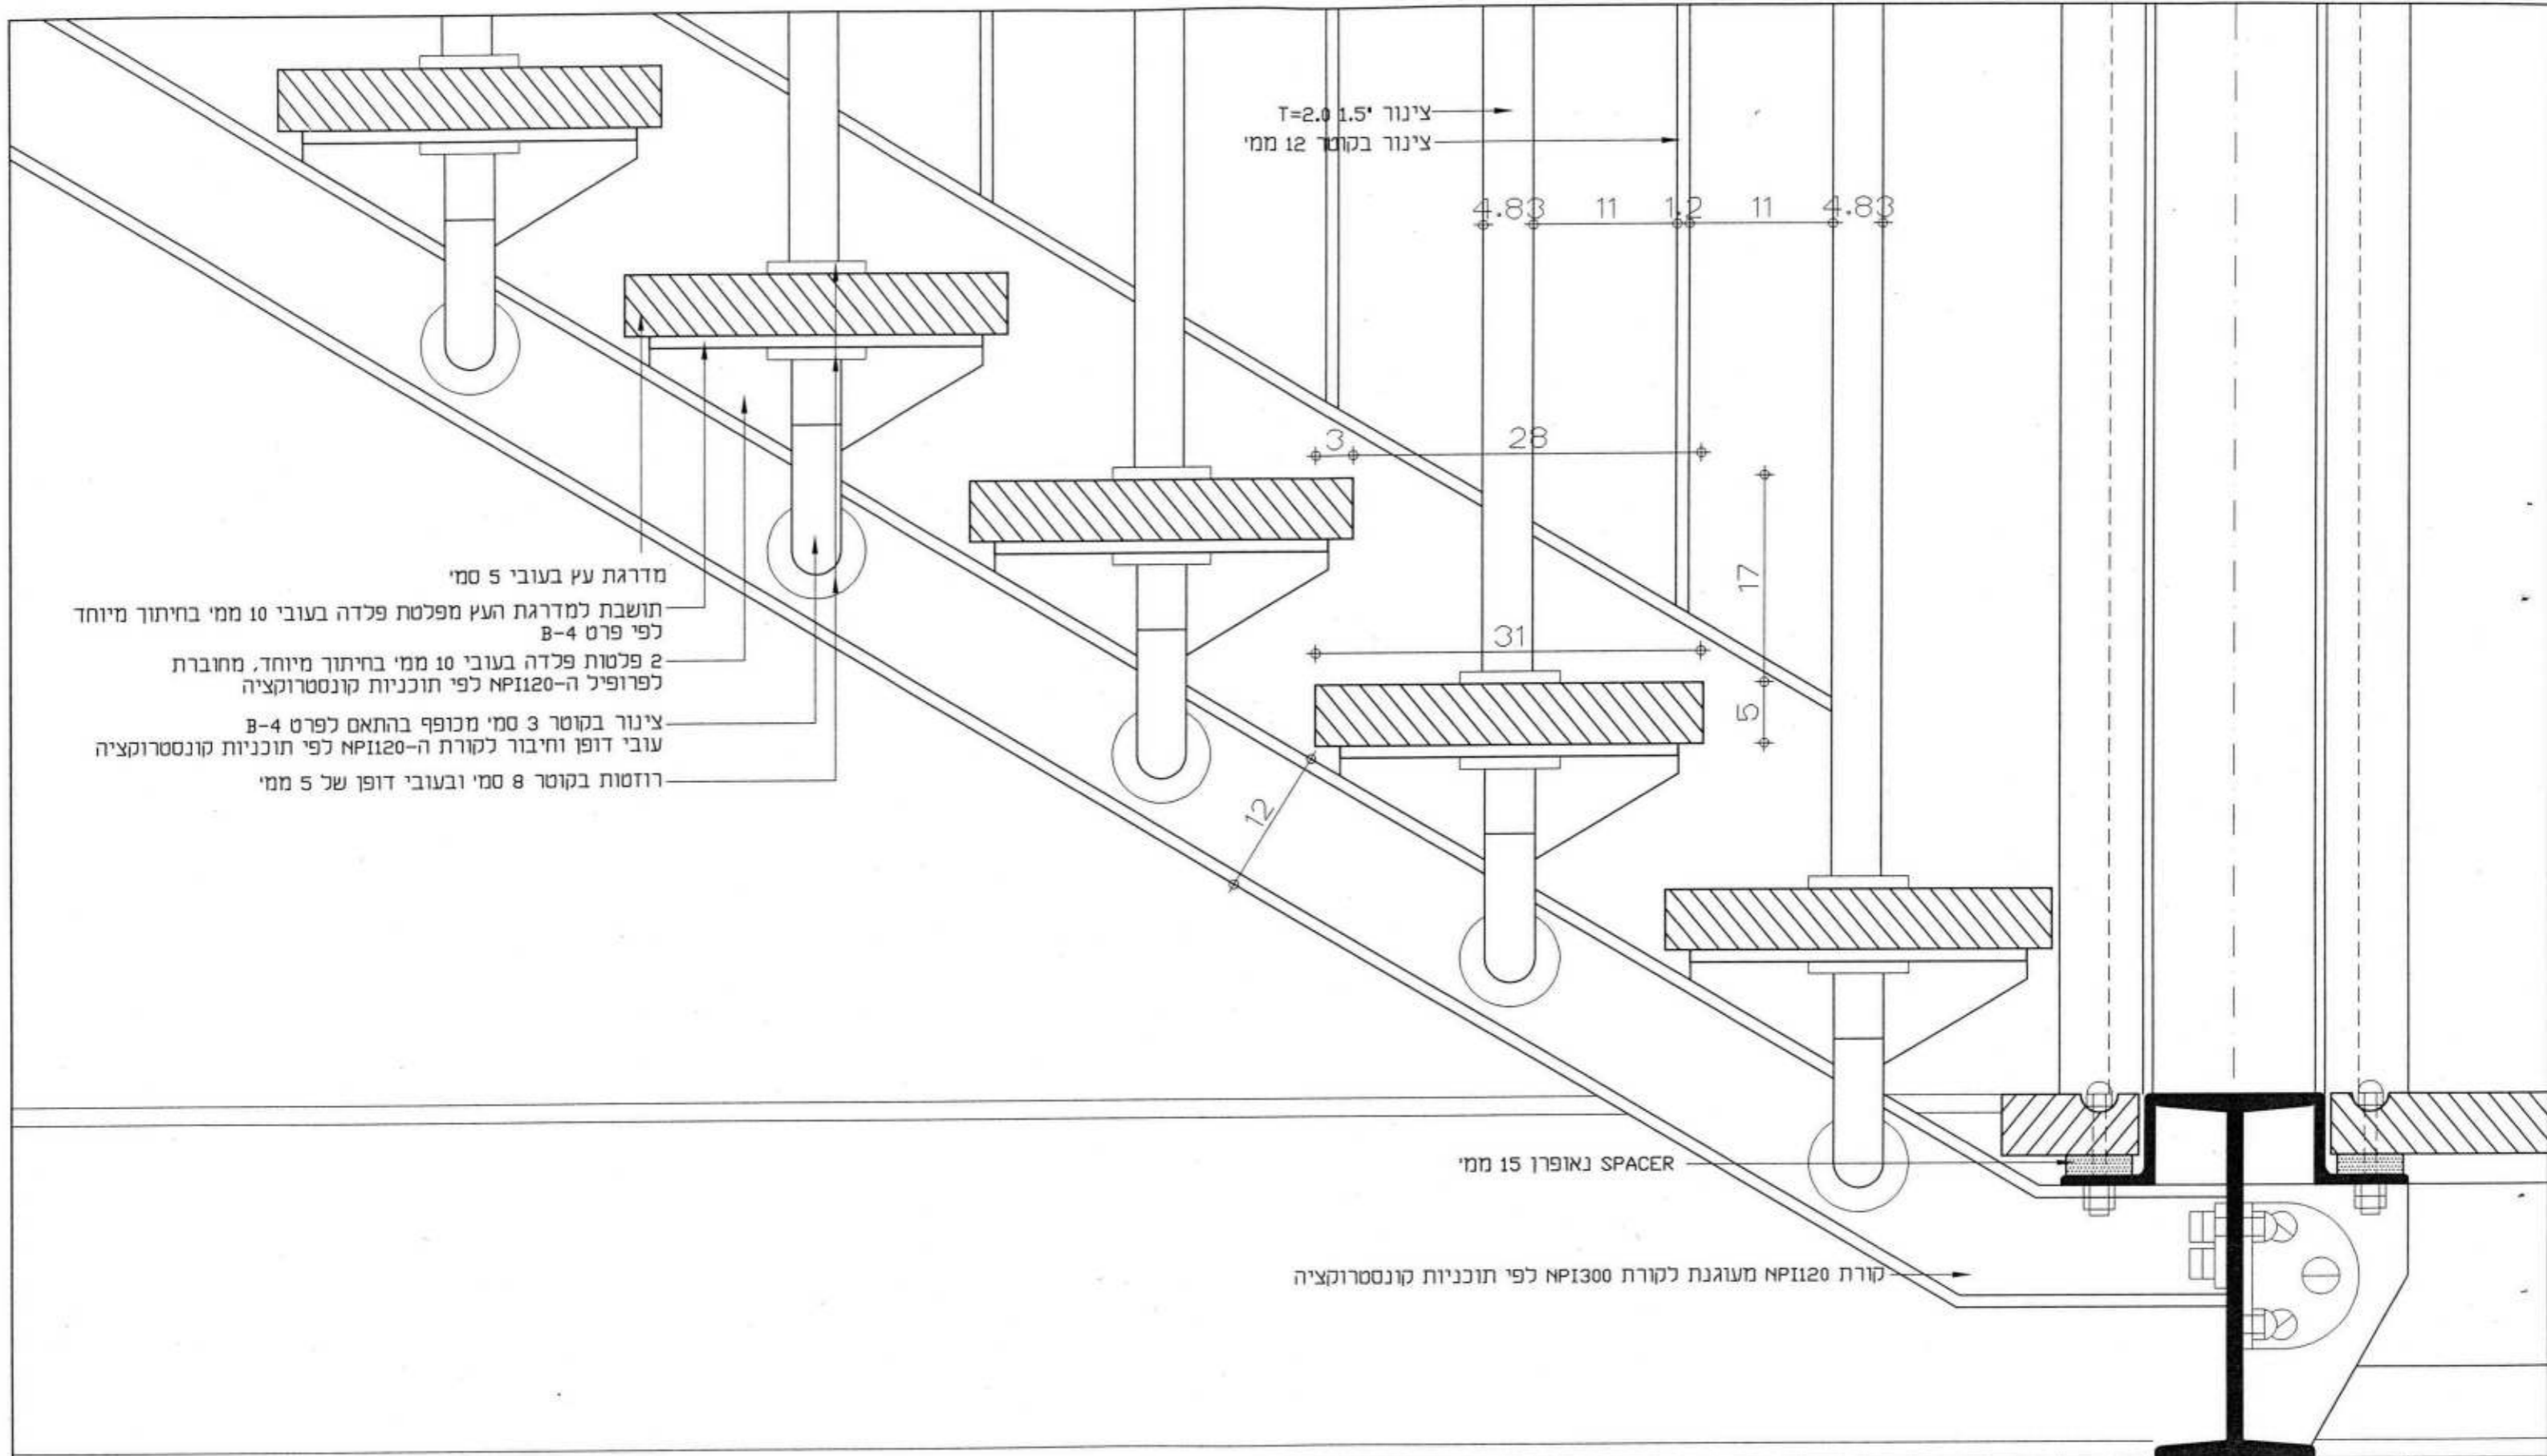 צינור 1.5" T=2.0
צינור בקוטר 12 ממ'
4.83 11 1.2 11 4.83
3 28
17
31
5
12
מדרגת עץ בעובי 5 סמ'
תושבת למדרגת העץ מפלטת פלדה בעובי 10 ממ' בחיתוך מיוחד
לפי פרט B-4
2 פלטות פלדה בעובי 10 ממ' בחיתוך מיוחד, מחוברת
לפרופיל ה-NPI120 לפי תוכניות קונסטרוקציה
צינור בקוטר 3 סמ' מכופף בהתאם לפרט B-4
עובי דופן וחיבור לקורת ה-NPI120 לפי תוכניות קונסטרוקציה
רוזטות בקוטר 8 סמ' ובעובי דופן של 5 ממ'
SPACER נאופרן 15 ממ'
קורת NPI120 מעוגנת לקורת NPI300 לפי תוכניות קונסטרוקציה